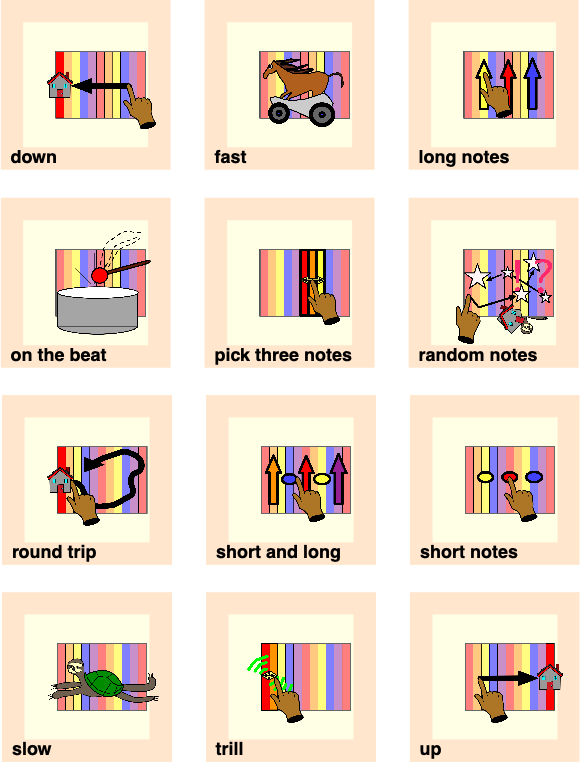 down
fast
long notes
on the beat
pick three notes
random notes
?
round trip
short and long
short notes
slow
trill
up